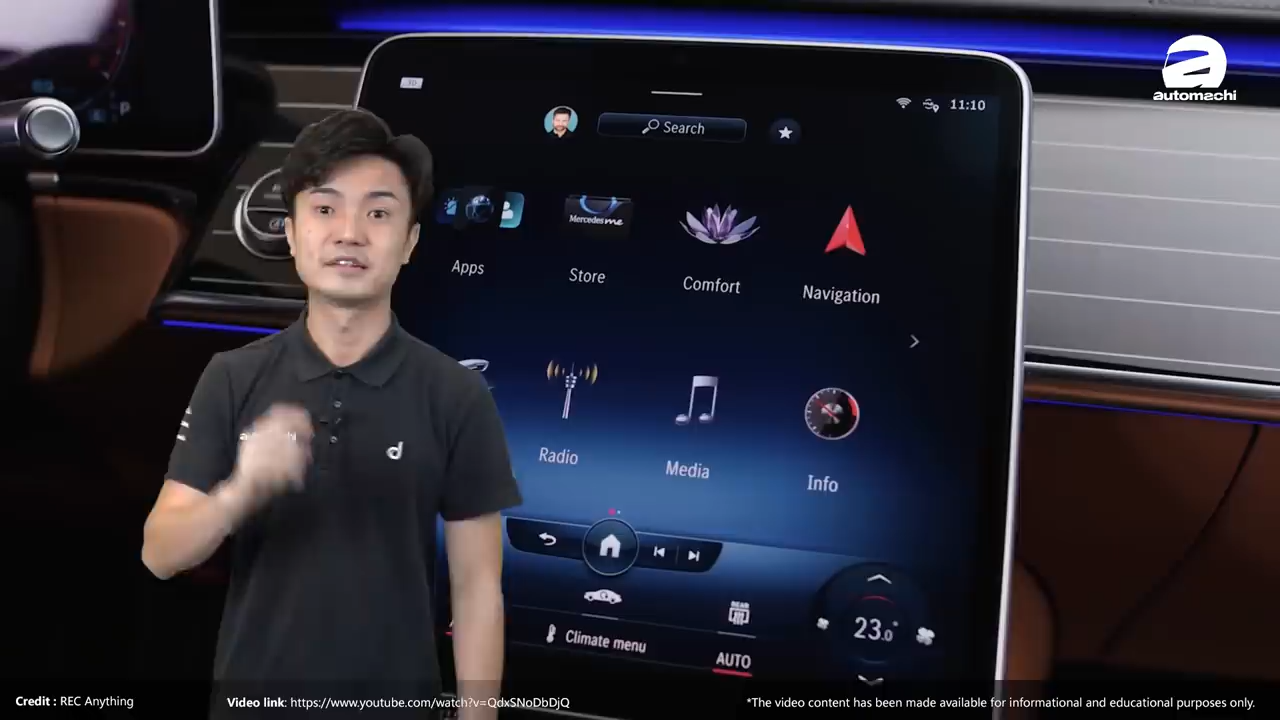 automachi
11:10
Search
Mercedes me
Apps
Store
Comfort
Navigation
Radio
Media
Info
REAR
23.0°
Climate menu
AUTO
P
d
Credit : REC Anything
Video link: https://www.youtube.com/watch?v=QdxSNoDbDjQ
*The video content has been made available for informational and educational purposes only.